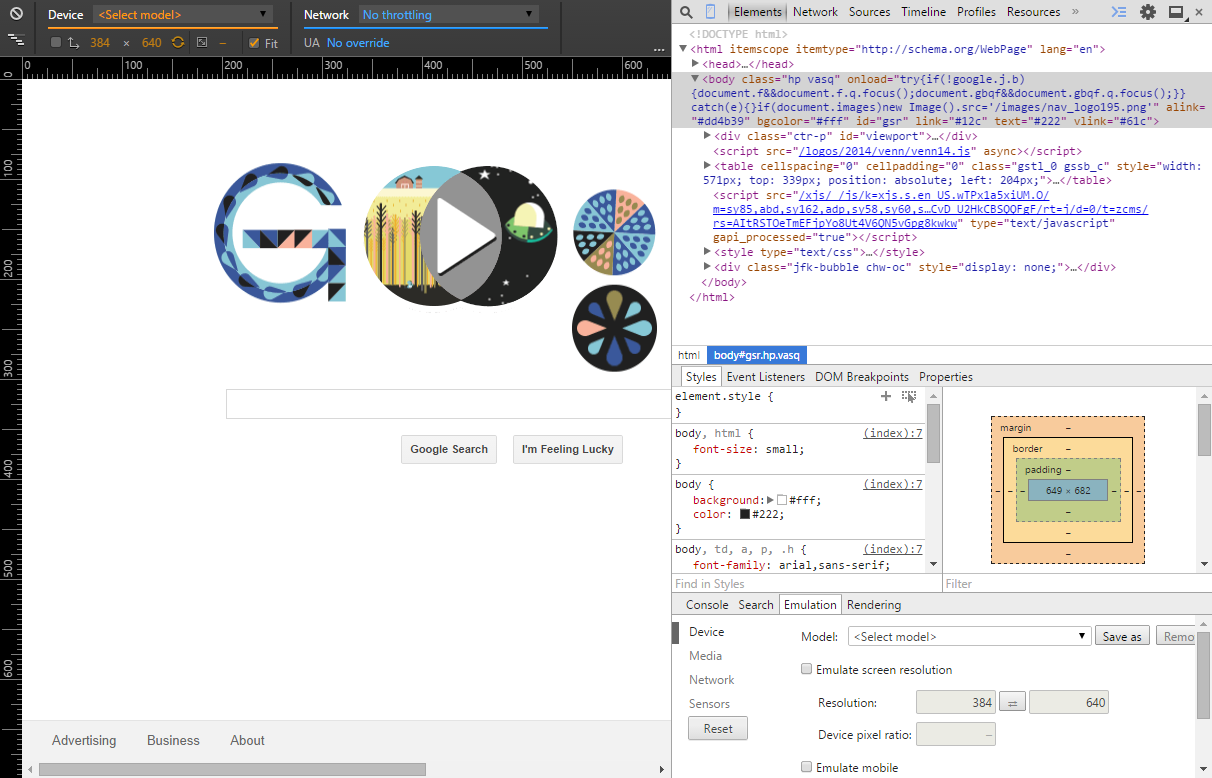 Device <Select model> Network No throttling
384 × 640 – Fit UA No override
…
0 100 200 300 400 500 600
0
100
200
300
400
500
600
Google Search I'm Feeling Lucky
Advertising Business About
Elements Network Sources Timeline Profiles Resources »
<!DOCTYPE html>
<html itemscope itemtype="http://schema.org/WebPage" lang="en">
<head>…</head>
<body class="hp vasq" onload="try{if(!google.j.b)
{document.f&&document.f.q.focus();document.gbqf&&document.gbqf.q.focus();}}
catch(e){}if(document.images)new Image().src='/images/nav_logo195.png'" alink=
"#dd4b39" bgcolor="#fff" id="gsr" link="#12c" text="#222" vlink="#61c">
<div class="ctr-p" id="viewport">…</div>
<script src="/logos/2014/venn/venn14.js" async></script>
<table cellspacing="0" cellpadding="0" class="gstl_0 gssb_c" style="width:
571px; top: 339px; position: absolute; left: 204px;">…</table>
<script src="/xjs/_/js/k=xjs.s.en_US.wTPx1a5xiUM.O/
m=sy85,abd,sy162,adp,sy58,sy60,s…CvD_U2HkCBSOOFgF/rt=j/d=0/t=zcms/
rs=AItRSTOeTmEFjpYo8Ut4V6QN5vGpg8kwkw" type="text/javascript"
gapi_processed="true"></script>
<style type="text/css">…</style>
<div class="jfk-bubble chw-oc" style="display: none;">…</div>
</body>
</html>
html body#gsr.hp.vasq
Styles Event Listeners DOM Breakpoints Properties
element.style {
}
body, html { (index):7
font-size: small;
}
body { (index):7
background: #fff;
color: #222;
}
body, td, a, p, .h { (index):7
font-family: arial,sans-serif;
Find in Styles
margin –
border –
padding –
– – – 649 × 682 – – –
–
–
–
Filter
Console Search Emulation Rendering
Device
Media
Network
Sensors
Reset
Model: <Select model> Save as Remo
Emulate screen resolution
Resolution: 384 640
Device pixel ratio: –
Emulate mobile